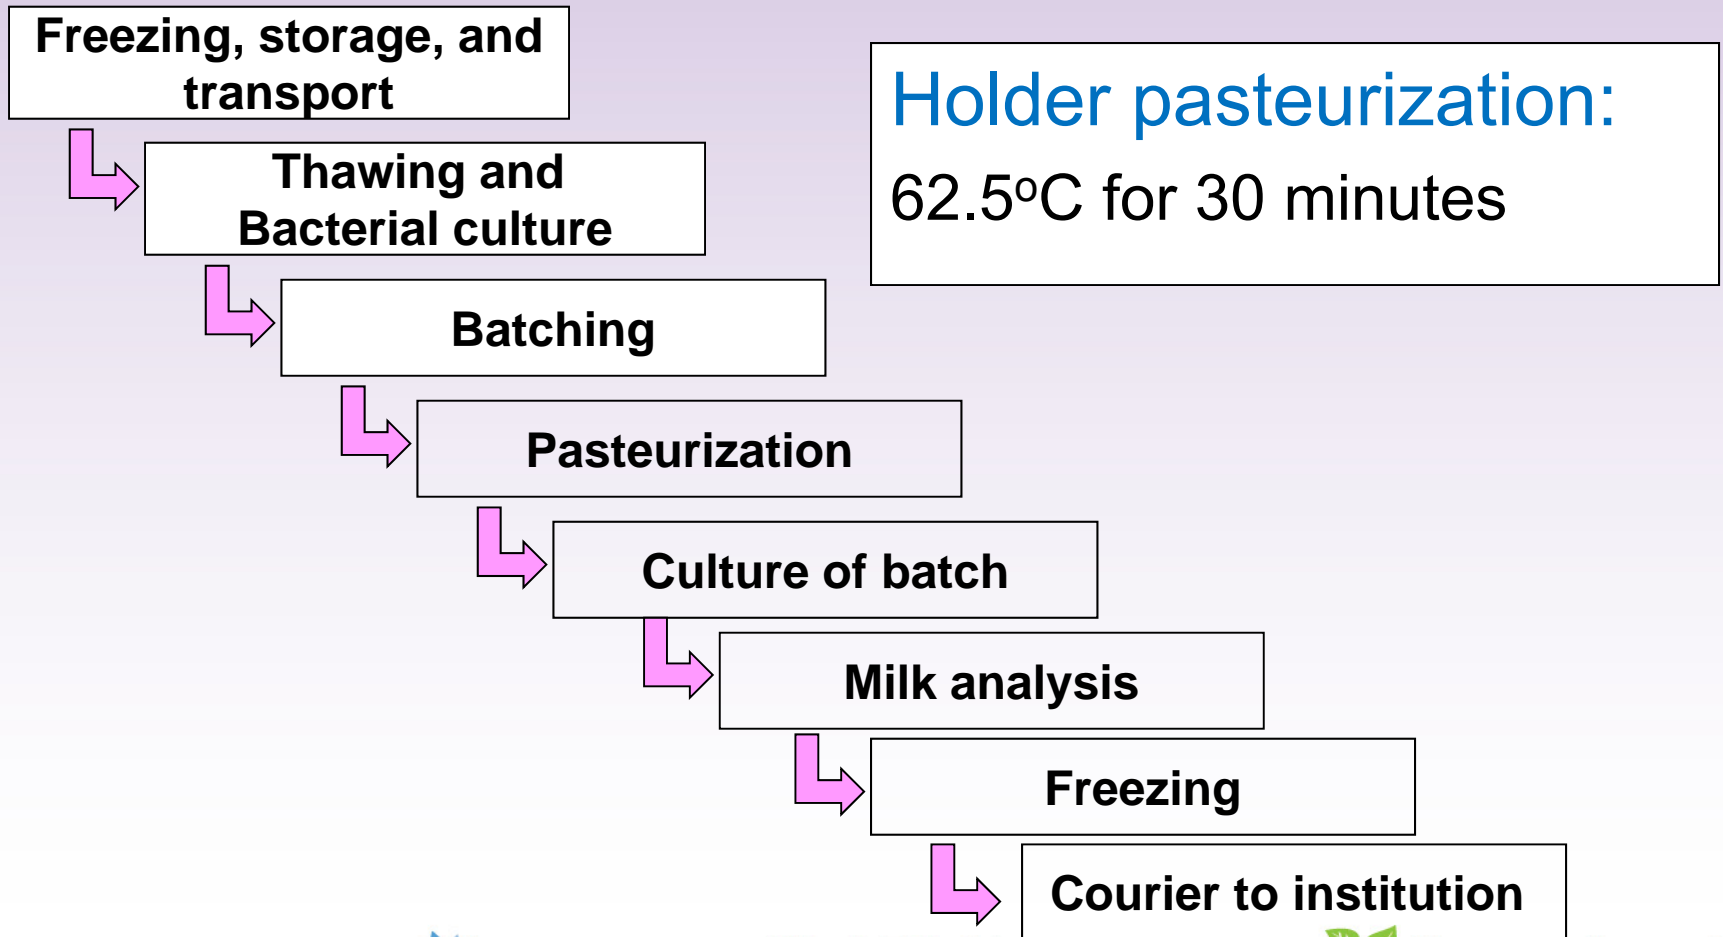 Freezing, storage, and
transport
Holder pasteurization:
62.5°C for 30 minutes
Thawing and
Bacterial culture
Batching
Pasteurization
Culture of batch
Milk analysis
Freezing
Courier to institution